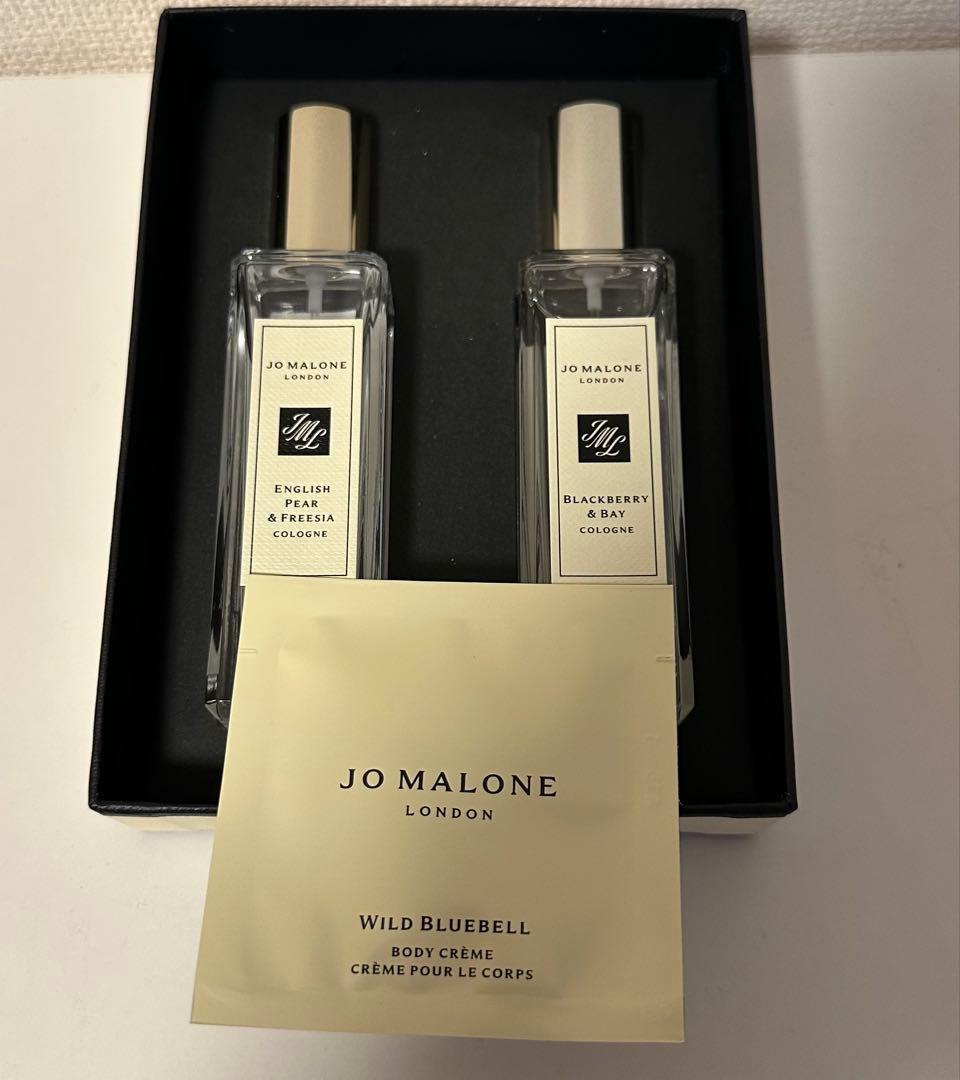 JO MALONE
LONDON
JML
ENGLISH
PEAR
& FREESIA
COLOGNE
JO MALONE
LONDON
JML
BLACKBERRY
& BAY
COLOGNE
JO MALONE
LONDON
WILD BLUEBELL
BODY CRÈME
CRÈME POUR LE CORPS